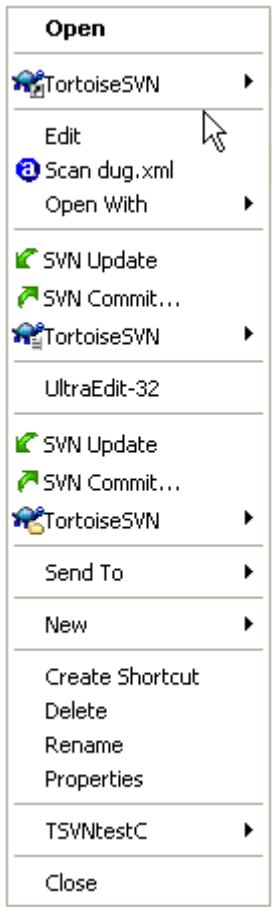 Open
TortoiseSVN
Edit
Scan dug.xml
Open With
SVN Update
SVN Commit...
TortoiseSVN
UltraEdit-32
SVN Update
SVN Commit...
TortoiseSVN
Send To
New
Create Shortcut
Delete
Rename
Properties
TSVNtestC
Close